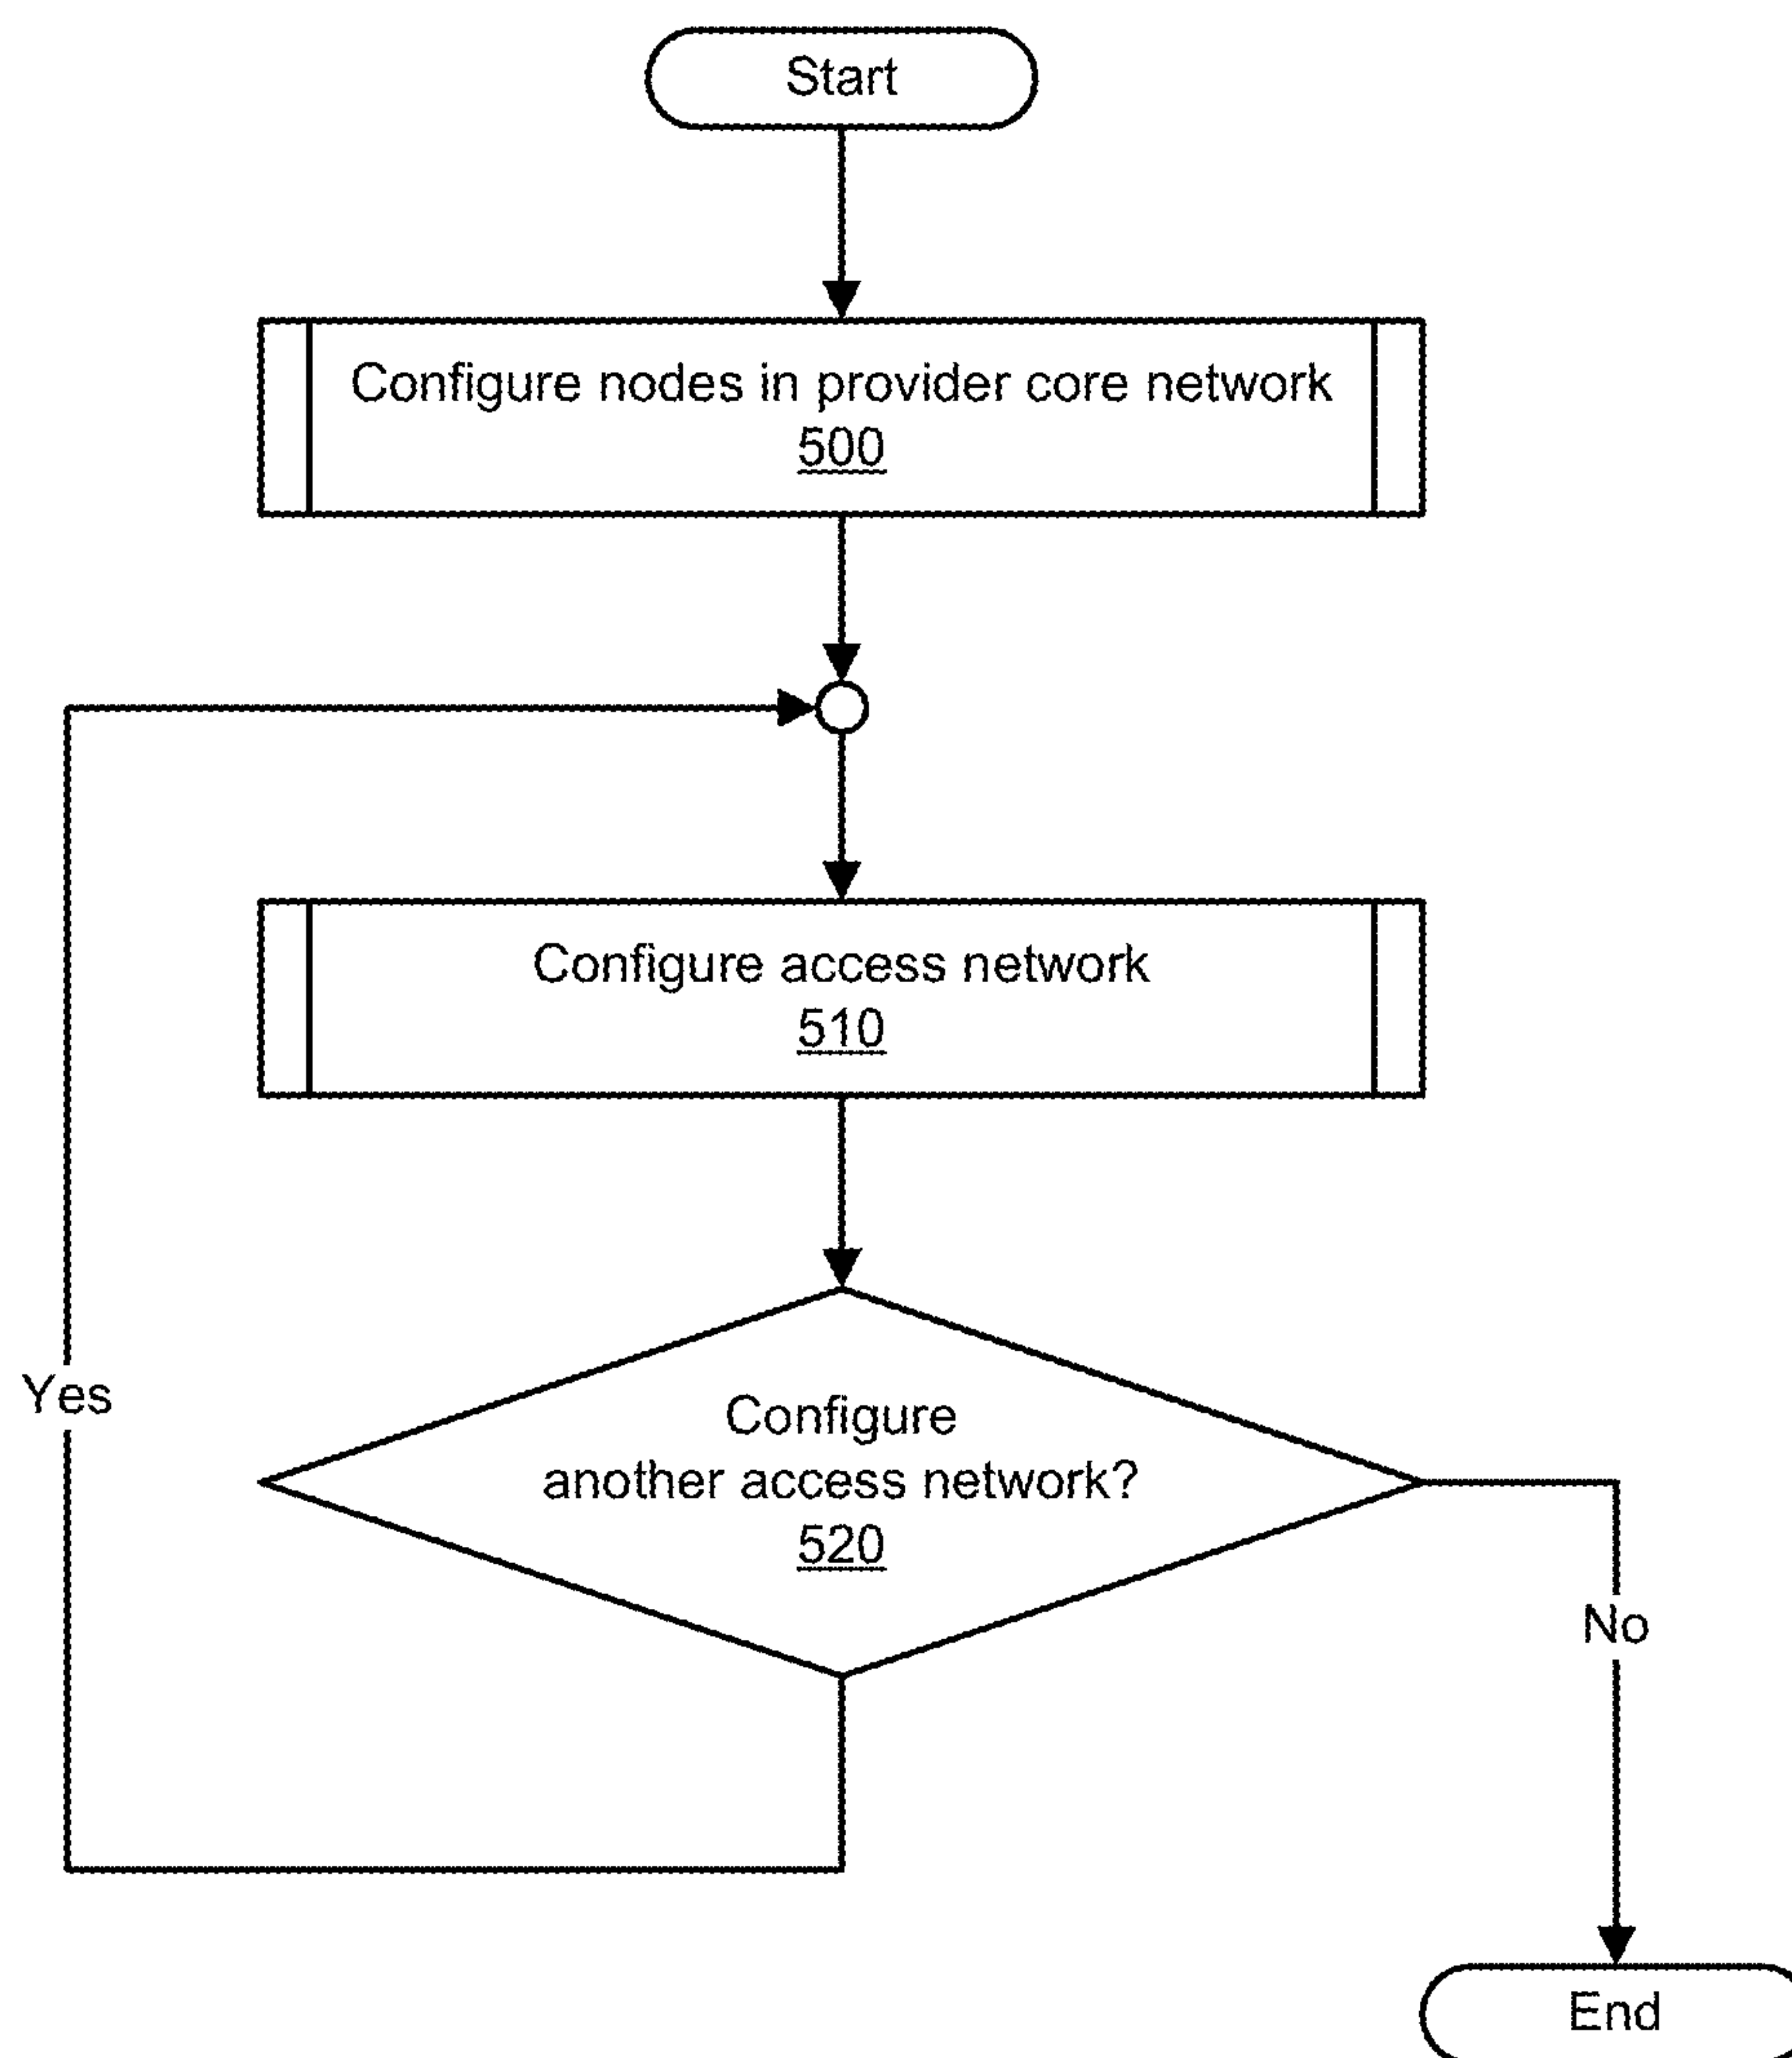 Start
Configure nodes in provider core network
500
Configure access network
510
Yes
Configure
another access network?
520
No
End